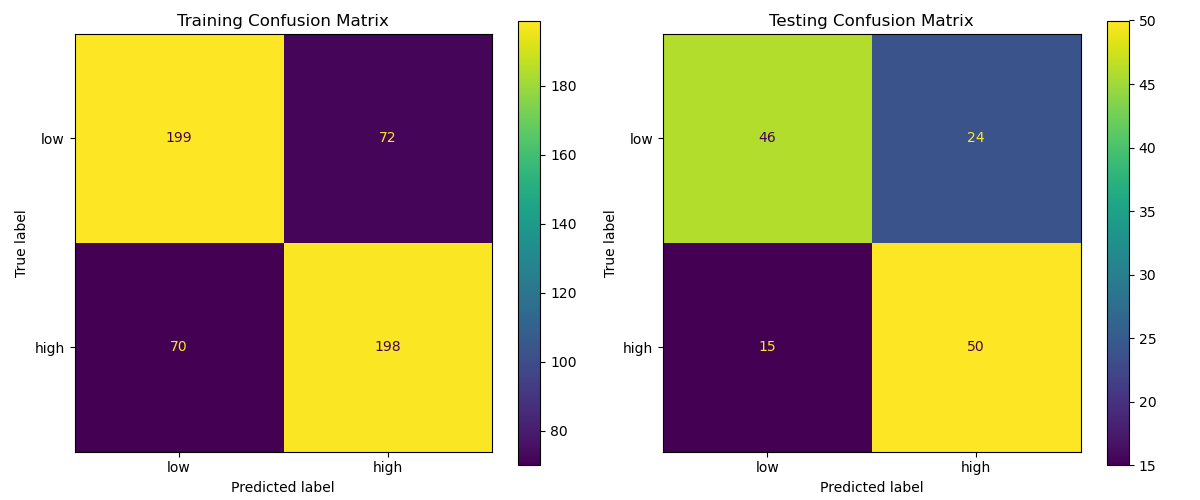 Training Confusion Matrix
True label
low
high
199
72
70
198
low
high
Predicted label
180
160
140
120
100
80
Testing Confusion Matrix
True label
low
high
46
24
15
50
low
high
Predicted label
50
45
40
35
30
25
20
15